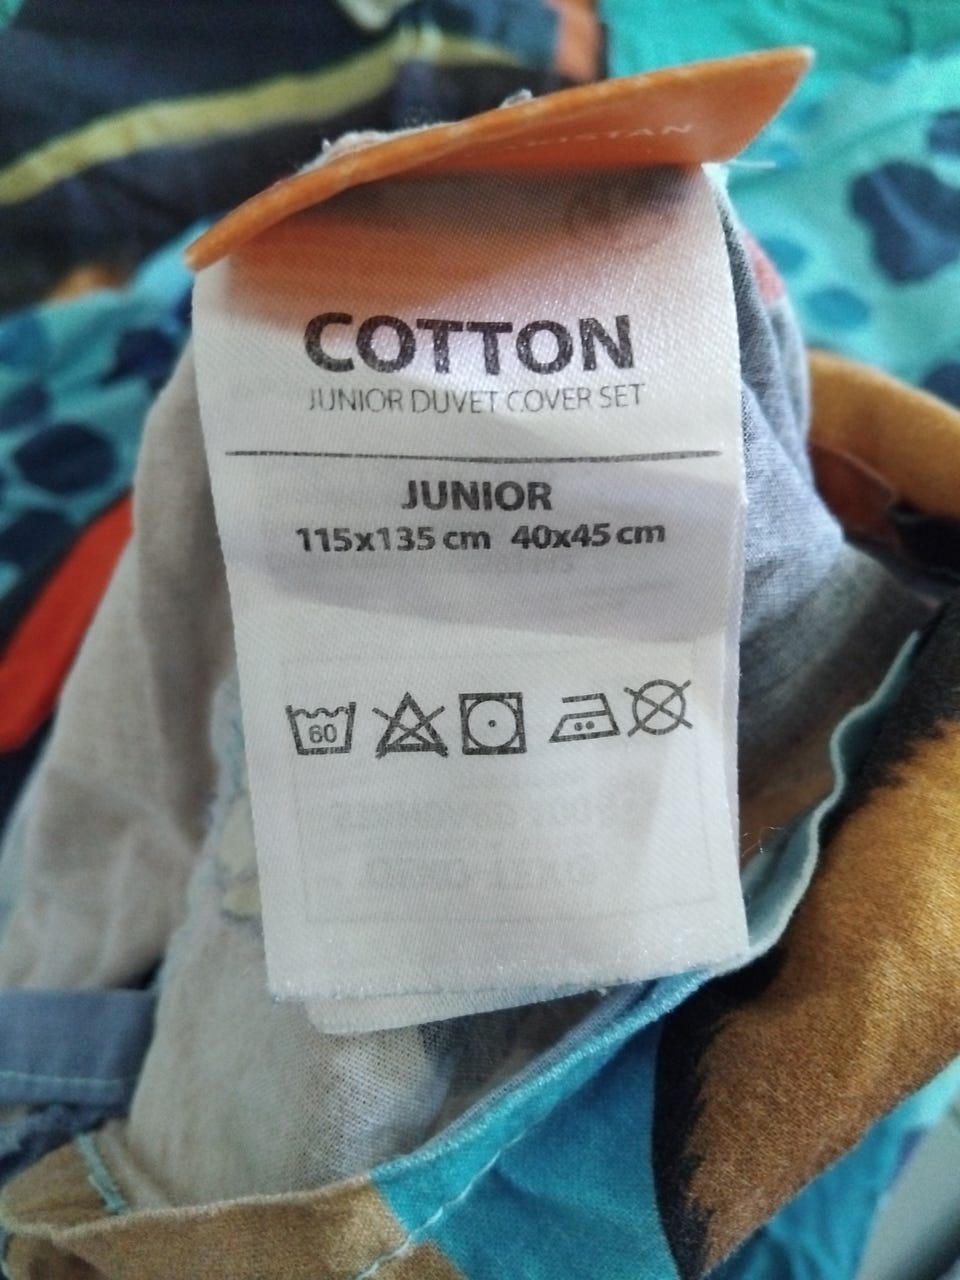 COTTON
JUNIOR DUVET COVER SET
JUNIOR
115x135 cm 40x45 cm
60